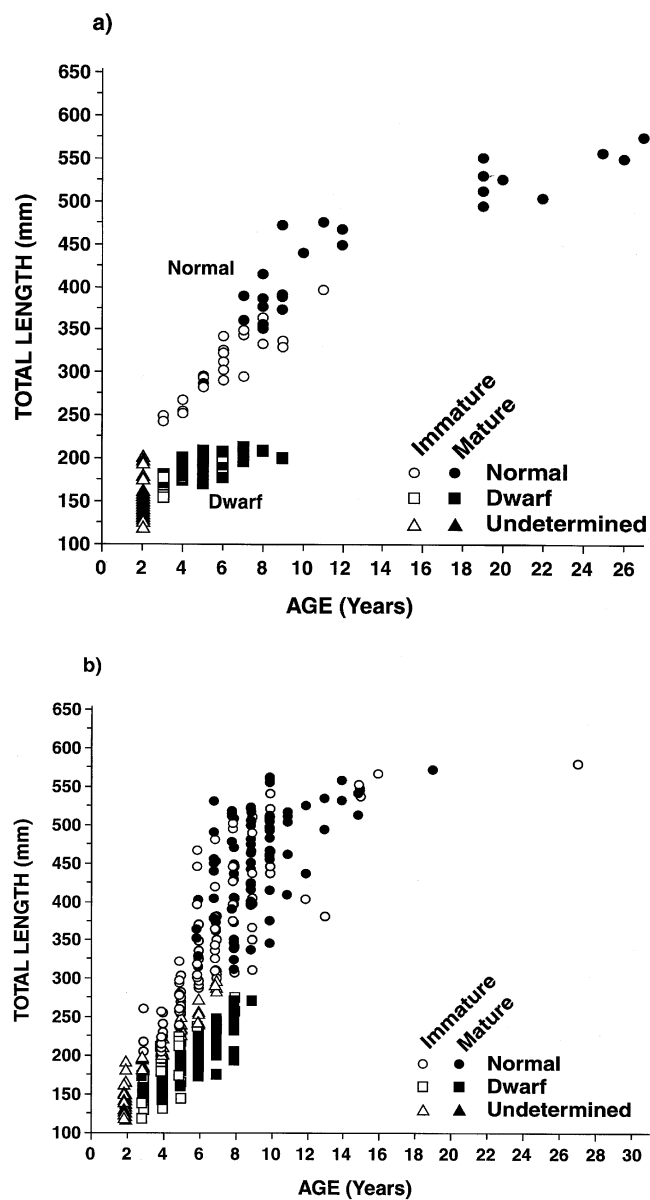 a)
650
600
550
500
450
400
350
300
250
200
150
100
TOTAL LENGTH (mm)
Normal
Dwarf
Immature
Mature
Normal
Dwarf
Undetermined
0 2 4 6 8 10 12 14 16 18 20 22 24 26
AGE (Years)
b)
650
600
550
500
450
400
350
300
250
200
150
100
TOTAL LENGTH (mm)
Immature
Mature
Normal
Dwarf
Undetermined
0 2 4 6 8 10 12 14 16 18 20 22 24 26 28 30
AGE (Years)